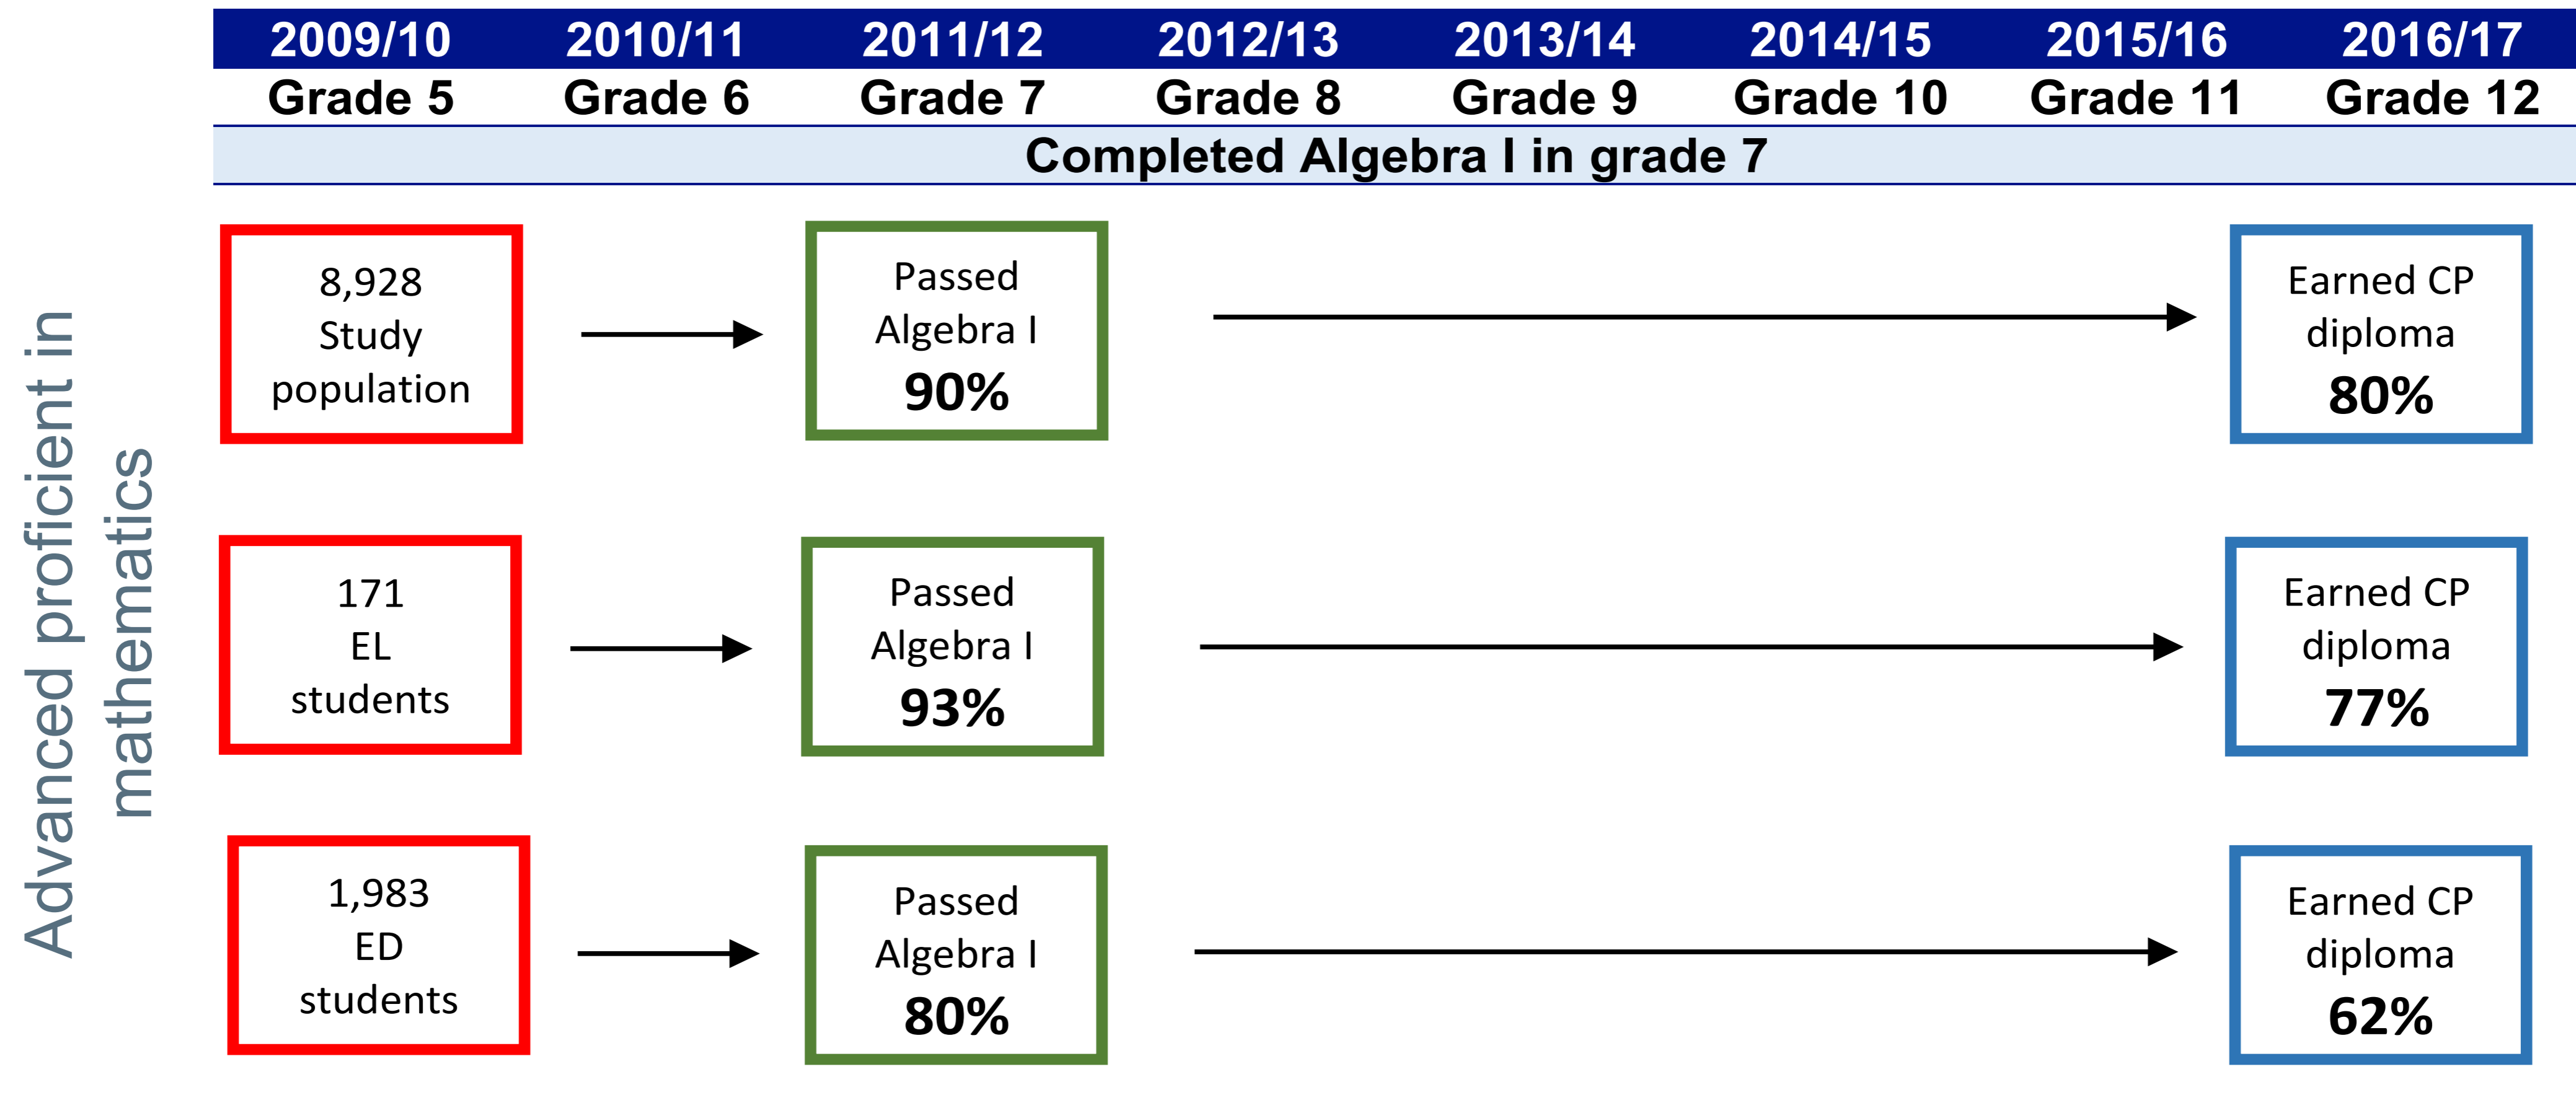 2009/10 2010/11 2011/12 2012/13 2013/14 2014/15 2015/16 2016/17
Grade 5 Grade 6 Grade 7 Grade 8 Grade 9 Grade 10 Grade 11 Grade 12
Completed Algebra I in grade 7
Advanced proficient in
mathematics
8,928
Study
population
Passed
Algebra I
90%
Earned CP
diploma
80%
171
EL
students
Passed
Algebra I
93%
Earned CP
diploma
77%
1,983
ED
students
Passed
Algebra I
80%
Earned CP
diploma
62%